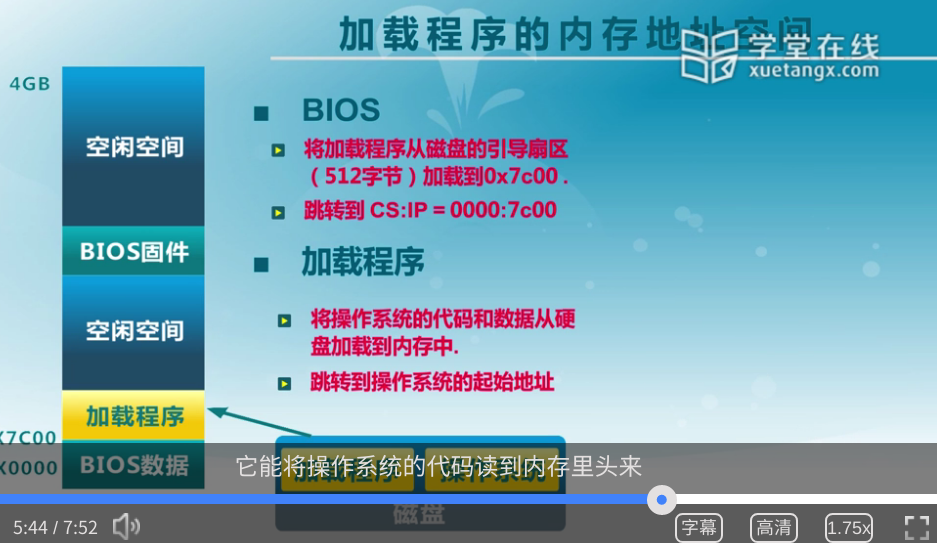 加载程序的内存地址空间
学堂在线
xuetangx.com
4GB
空闲空间
BIOS固件
空闲空间
加载程序
X7C00
X0000
BIOS数据
BIOS
将加载程序从磁盘的引导扇区
（512字节）加载到0x7c00 .
跳转到 CS:IP = 0000:7c00
加载程序
将操作系统的代码和数据从硬
盘加载到内存中.
跳转到操作系统的起始地址
加载程序
操作系统
它能将操作系统的代码读到内存里头来
磁盘
5:44 / 7:52
字幕
高清
1.75x